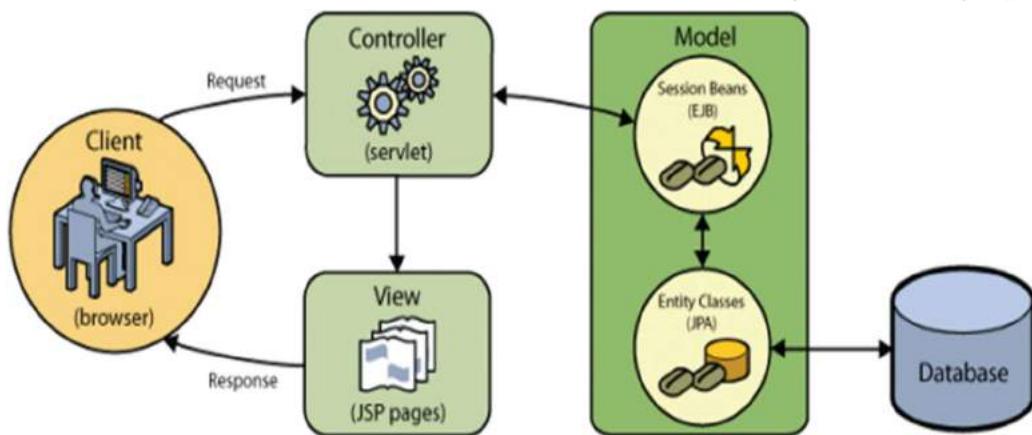 Controller
(servlet)
Model
Session Beans
(EJB)
Request
Client
(browser)
View
(JSP pages)
Response
Entity Classes
(JPA)
Database